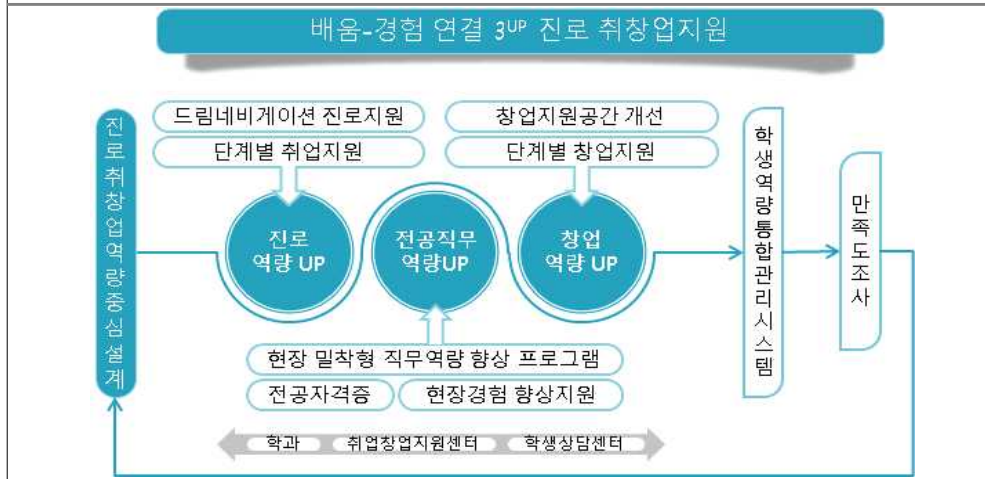 배움-경험 연결 3UP 진로 취창업지원
진로취창업역량중심설계
드림네비게이션 진로지원
단계별 취업지원
창업지원공간 개선
단계별 창업지원
진로
역량 UP
전공직무
역량UP
창업
역량 UP
현장 밀착형 직무역량 향상 프로그램
전공자격증
현장경험 향상지원
학과
취업창업지원센터
학생상담센터
학생역량통합관리시스템
만족도조사